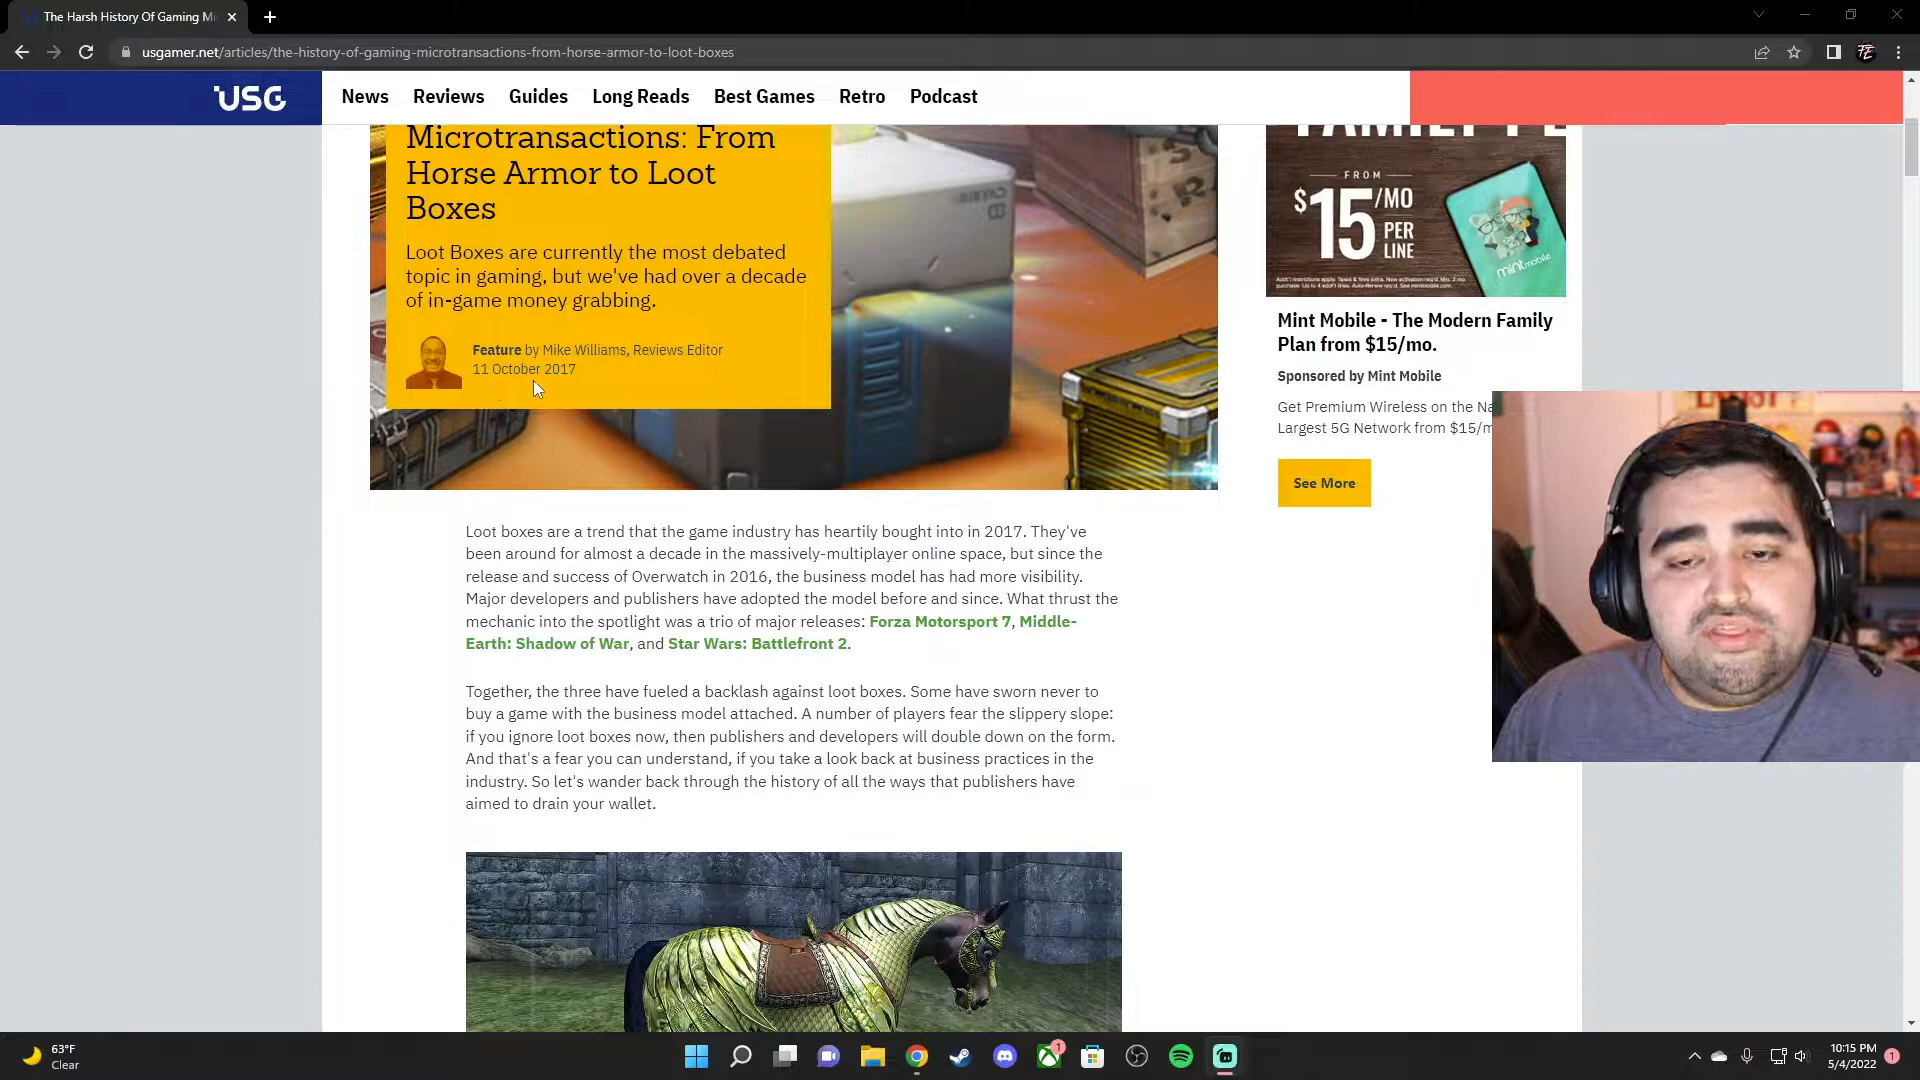 The Harsh History Of Gaming Mi
usgamer.net/articles/the-history-of-gaming-microtransactions-from-horse-armor-to-loot-boxes
USG
News Reviews Guides Long Reads Best Games Retro Podcast
Microtransactions: From
Horse Armor to Loot
Boxes
Loot Boxes are currently the most debated
topic in gaming, but we've had over a decade
of in-game money grabbing.
Feature by Mike Williams, Reviews Editor
11 October 2017
FROM
$15/MO
PER
LINE
mintmobile
Mint Mobile - The Modern Family
Plan from $15/mo.
Sponsored by Mint Mobile
Get Premium Wireless on the Na
Largest 5G Network from $15/m
See More
Loot boxes are a trend that the game industry has heartily bought into in 2017. They've
been around for almost a decade in the massively-multiplayer online space, but since the
release and success of Overwatch in 2016, the business model has had more visibility.
Major developers and publishers have adopted the model before and since. What thrust the
mechanic into the spotlight was a trio of major releases: Forza Motorsport 7, Middle-
Earth: Shadow of War, and Star Wars: Battlefront 2.
Together, the three have fueled a backlash against loot boxes. Some have sworn never to
buy a game with the business model attached. A number of players fear the slippery slope:
if you ignore loot boxes now, then publishers and developers will double down on the form.
And that's a fear you can understand, if you take a look back at business practices in the
industry. So let's wander back through the history of all the ways that publishers have
aimed to drain your wallet.
63°F
Clear
1
10:15 PM
5/4/2022
1